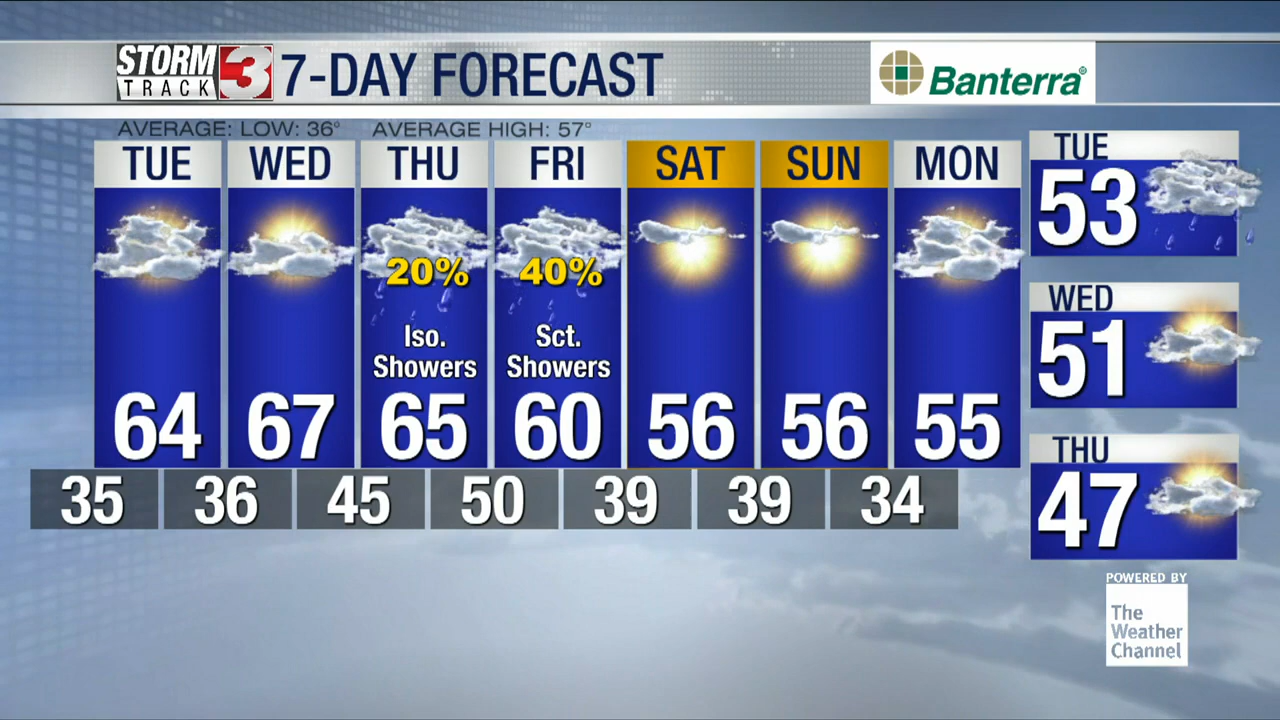 STORM TRACK 3 7-DAY FORECAST
Banterra®
AVERAGE: LOW: 36° AVERAGE HIGH: 57°
TUE WED THU FRI SAT SUN MON
20% 40%
Iso. Showers
Sct. Showers
64 67 65 60 56 56 55
35 36 45 50 39 39 34
TUE
53
WED
51
THU
47
POWERED BY
The
Weather
Channel